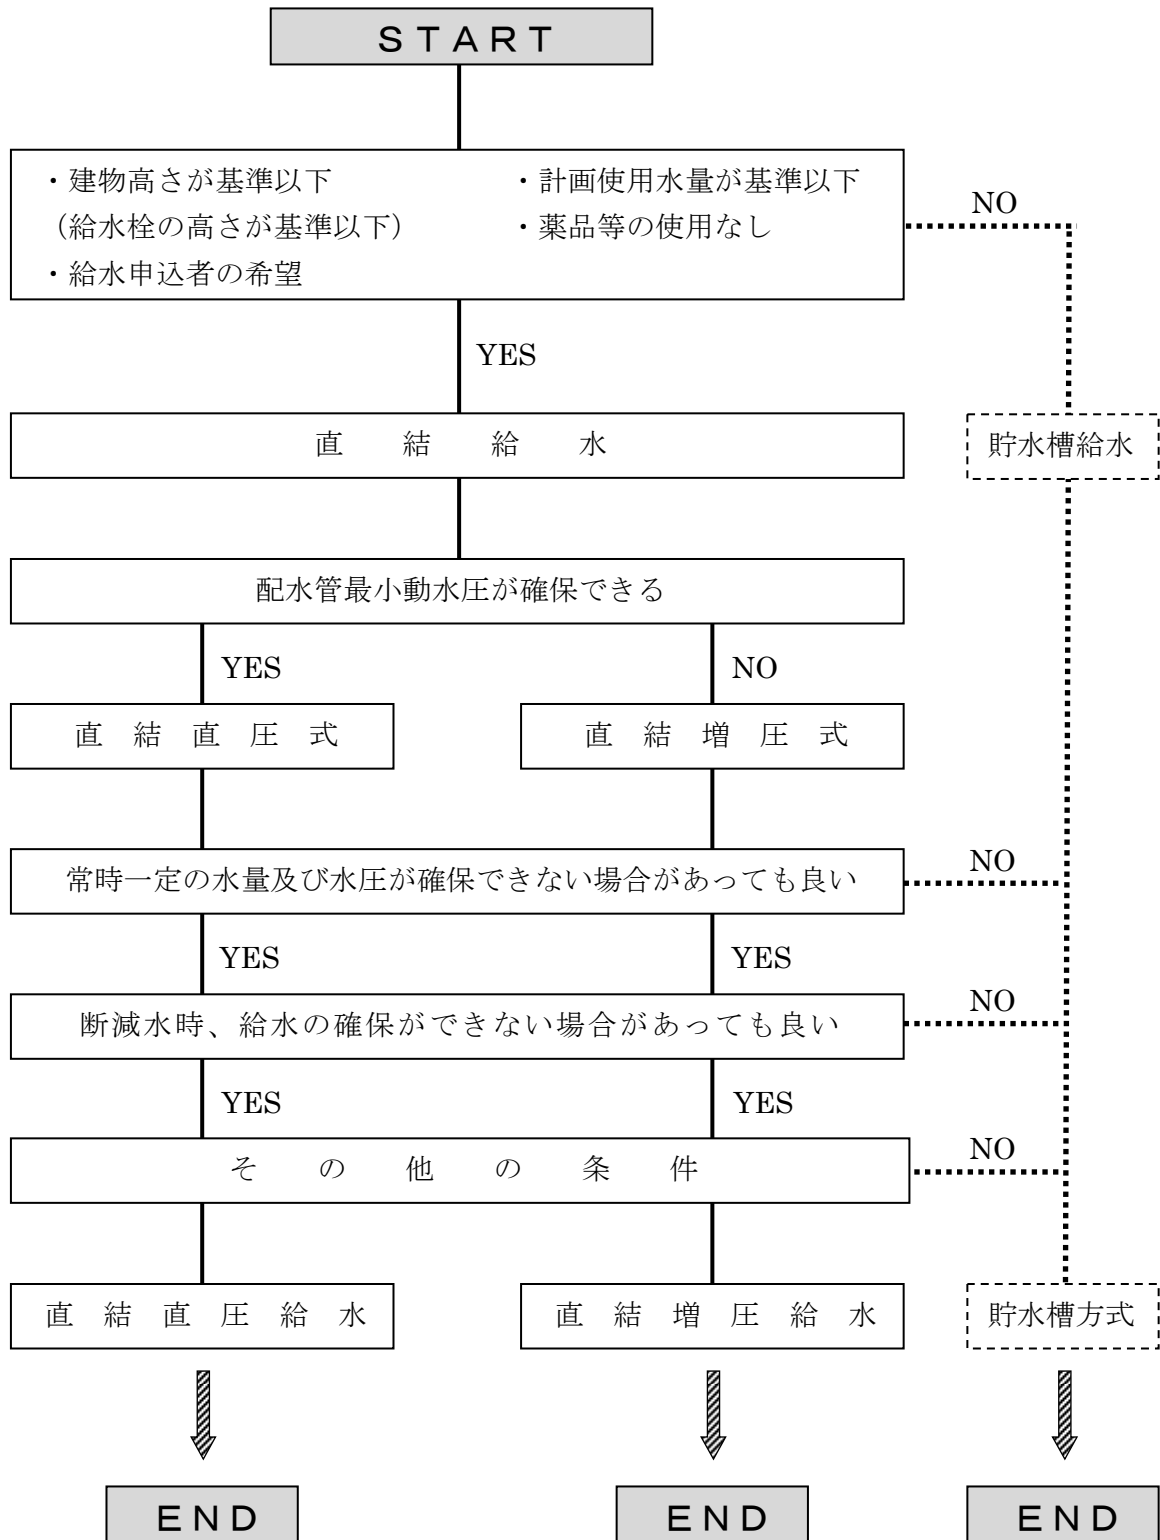 START
・建物高さが基準以下
(給水栓の高さが基準以下)
・給水申込者の希望
・計画使用水量が基準以下
・薬品等の使用なし
NO
YES
直結給水
貯水槽給水
配水管最小動水圧が確保できる
YES
NO
直結直圧式
直結増圧式
常時一定の水量及び水圧が確保できない場合があっても良い
NO
YES
YES
断減水時、給水の確保ができない場合があっても良い
NO
YES
YES
その他の条件
NO
直結直圧給水
直結増圧給水
貯水槽方式
END
END
END